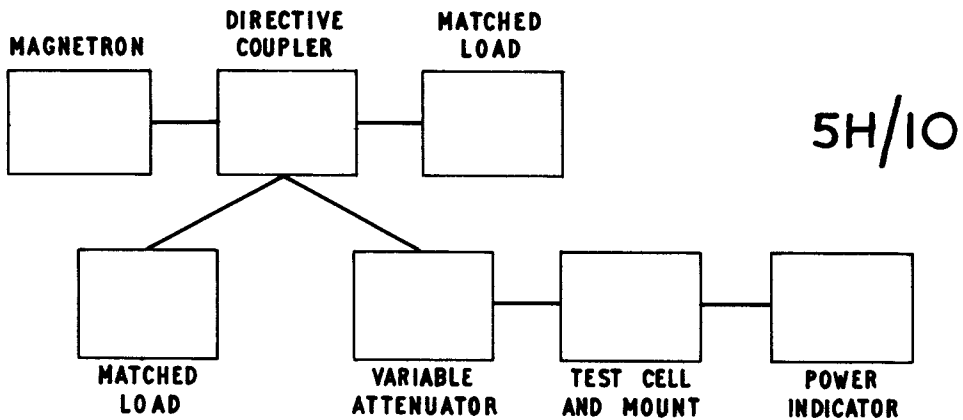 MAGNETRON
DIRECTIVE
COUPLER
MATCHED
LOAD
5H/10
MATCHED
LOAD
VARIABLE
ATTENUATOR
TEST CELL
AND MOUNT
POWER
INDICATOR